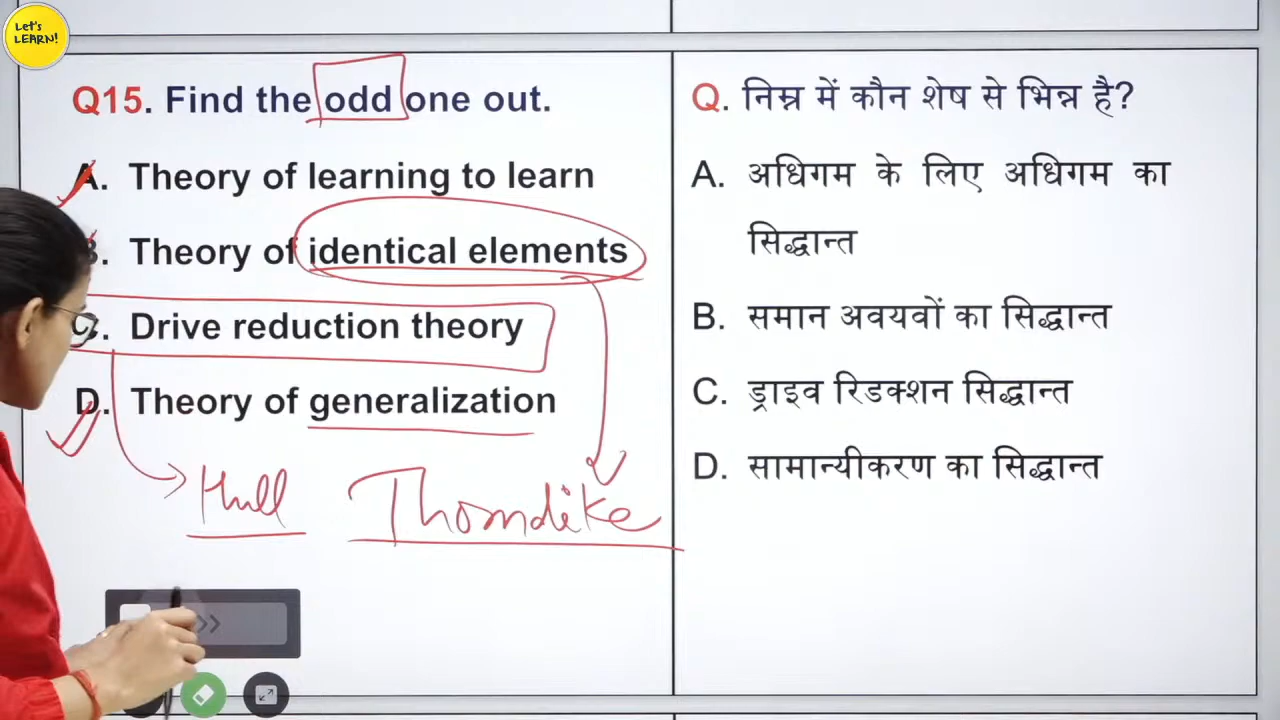 Let's
LEARN!
Q15. Find the odd one out.
A. Theory of learning to learn
B. Theory of identical elements
C. Drive reduction theory
D. Theory of generalization
Hull
Thorndike
Q. निम्न में कौन शेष से भिन्न है?
A. अधिगम के लिए अधिगम का
सिद्धान्त
B. समान अवयवों का सिद्धान्त
C. ड्राइव रिडक्शन सिद्धान्त
D. सामान्यीकरण का सिद्धान्त